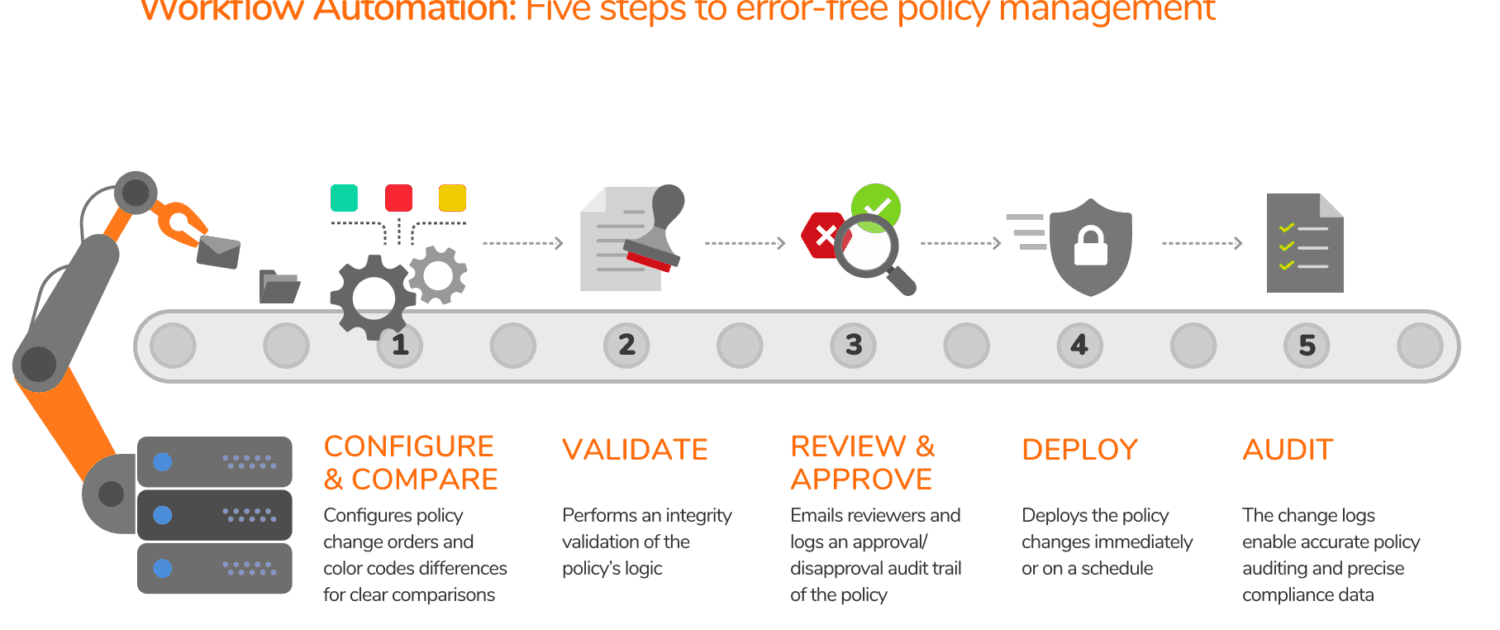 Workflow Automation: Five steps to error-free policy management
1 2 3 4 5
CONFIGURE
& COMPARE
Configures policy
change orders and
color codes differences
for clear comparisons
VALIDATE
Performs an integrity
validation of the
policy's logic
REVIEW &
APPROVE
Emails reviewers and
logs an approval/
disapproval audit trail
of the policy
DEPLOY
Deploys the policy
changes immediately
or on a schedule
AUDIT
The change logs
enable accurate policy
auditing and precise
compliance data